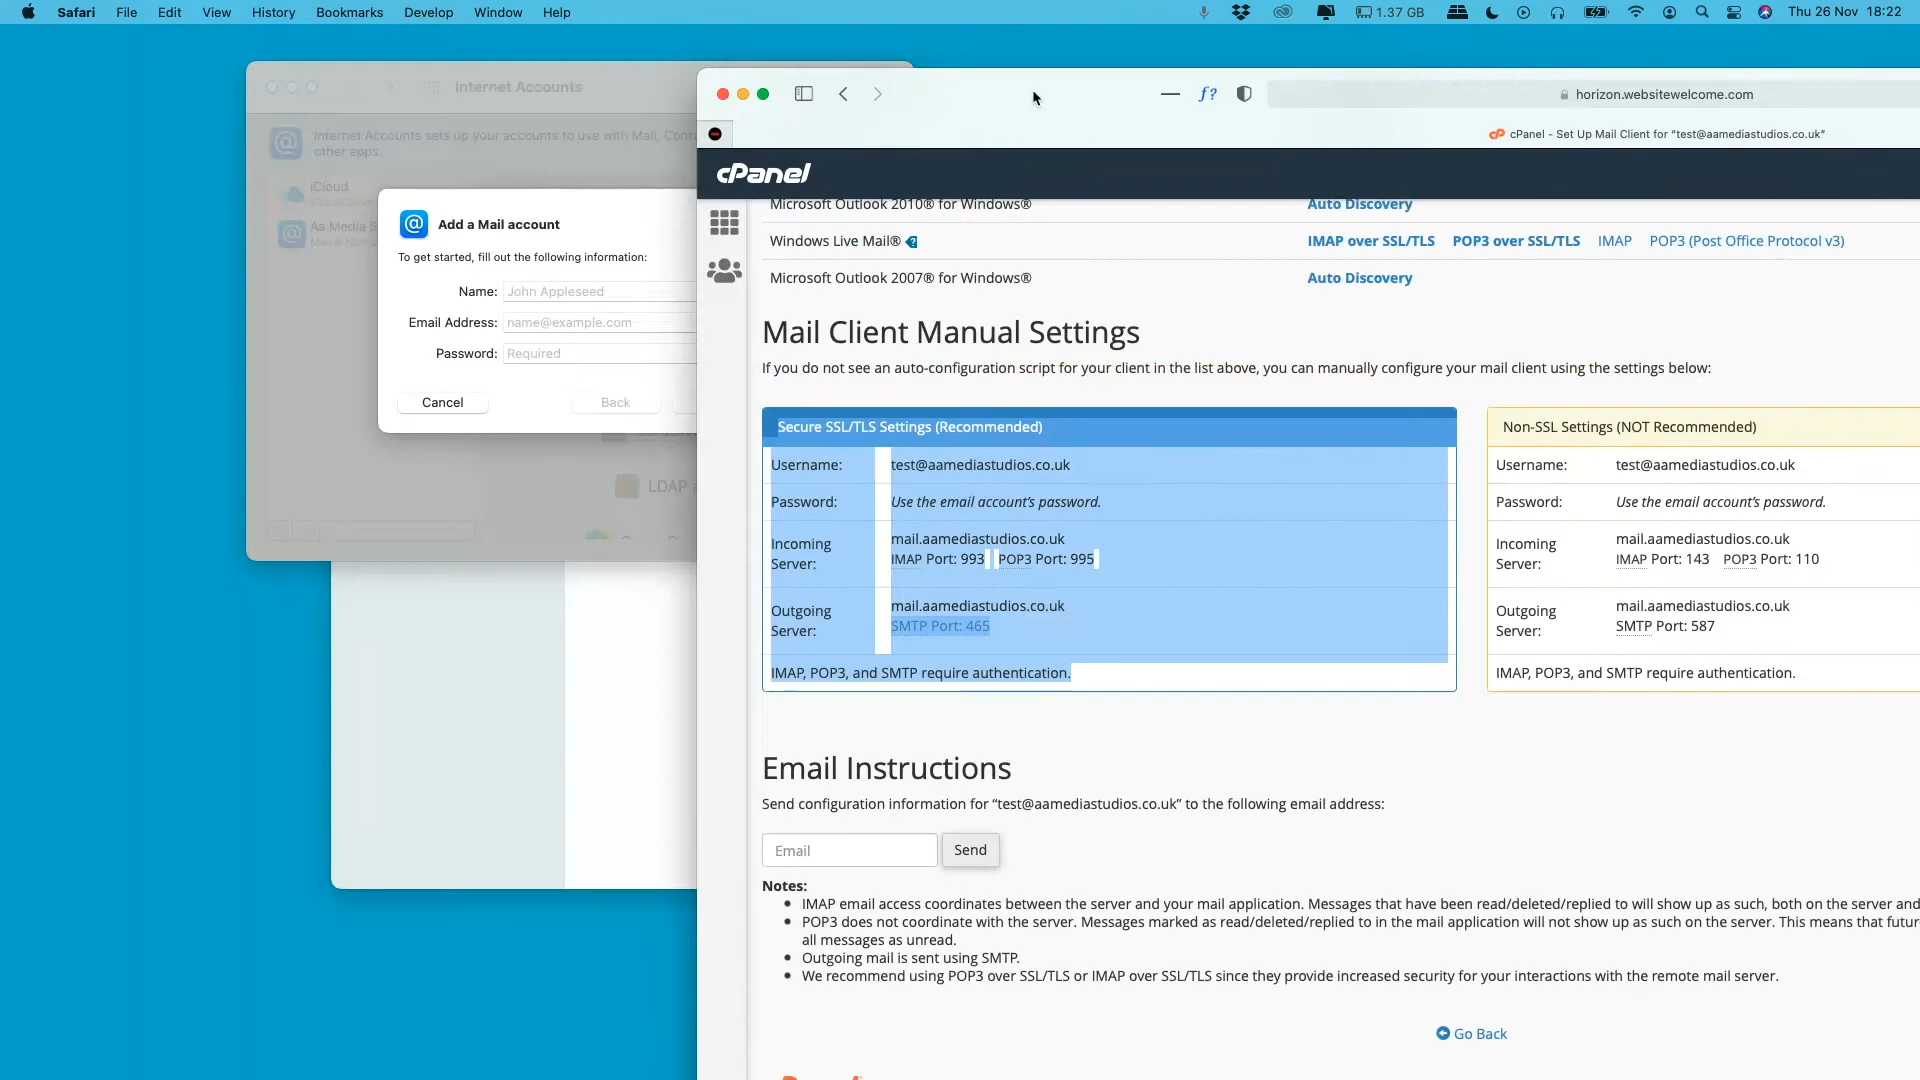 Safari File Edit View History Bookmarks Develop Window Help 1.37 GB Thu 26 Nov 18:22
Internet Accounts
Internet Accounts sets up your accounts to use with Mail,
other apps.
iCloud
Aa Media S
Add a Mail account
To get started, fill out the following information:
Name: John Appleseed
Email Address: name@example.com
Password: Required
Cancel Back
LDAP
f?
horizon.websitewelcome.com
cPanel - Set Up Mail Client for "test@aamediastudios.co.uk"
cPanel
Microsoft Outlook 2010® for Windows® Auto Discovery
Windows Live Mail® ? IMAP over SSL/TLS POP3 over SSL/TLS IMAP POP3 (Post Office Protocol v3)
Microsoft Outlook 2007® for Windows® Auto Discovery
Mail Client Manual Settings
If you do not see an auto-configuration script for your client in the list above, you can manually configure your mail client using the settings below:
Secure SSL/TLS Settings (Recommended)
Username: test@aamediastudios.co.uk
Password: Use the email account's password.
Incoming Server: mail.aamediastudios.co.uk
IMAP Port: 993 POP3 Port: 995
Outgoing Server: mail.aamediastudios.co.uk
SMTP Port: 465
IMAP, POP3, and SMTP require authentication.
Non-SSL Settings (NOT Recommended)
Username: test@aamediastudios.co.uk
Password: Use the email account's password.
Incoming Server: mail.aamediastudios.co.uk
IMAP Port: 143 POP3 Port: 110
Outgoing Server: mail.aamediastudios.co.uk
SMTP Port: 587
IMAP, POP3, and SMTP require authentication.
Email Instructions
Send configuration information for “test@aamediastudios.co.uk” to the following email address:
Email Send
Notes:
IMAP email access coordinates between the server and your mail application. Messages that have been read/deleted/replied to will show up as such, both on the server and
POP3 does not coordinate with the server. Messages marked as read/deleted/replied to in the mail application will not show up as such on the server. This means that futur
all messages as unread.
Outgoing mail is sent using SMTP.
We recommend using POP3 over SSL/TLS or IMAP over SSL/TLS since they provide increased security for your interactions with the remote mail server.
Go Back